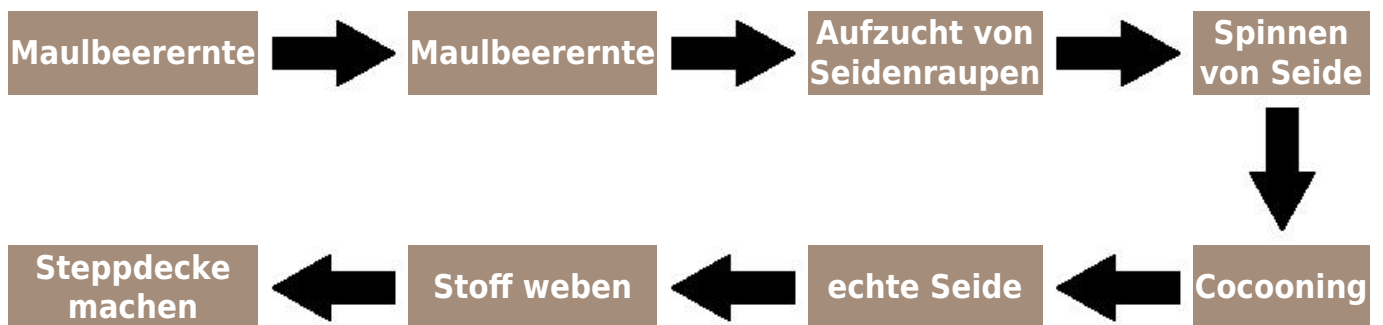 Maulbeerernte
Maulbeerernte
Aufzucht von
Seidenraupen
Spinnen
von Seide
Cocooning
echte Seide
Stoff weben
Steppdecke
machen